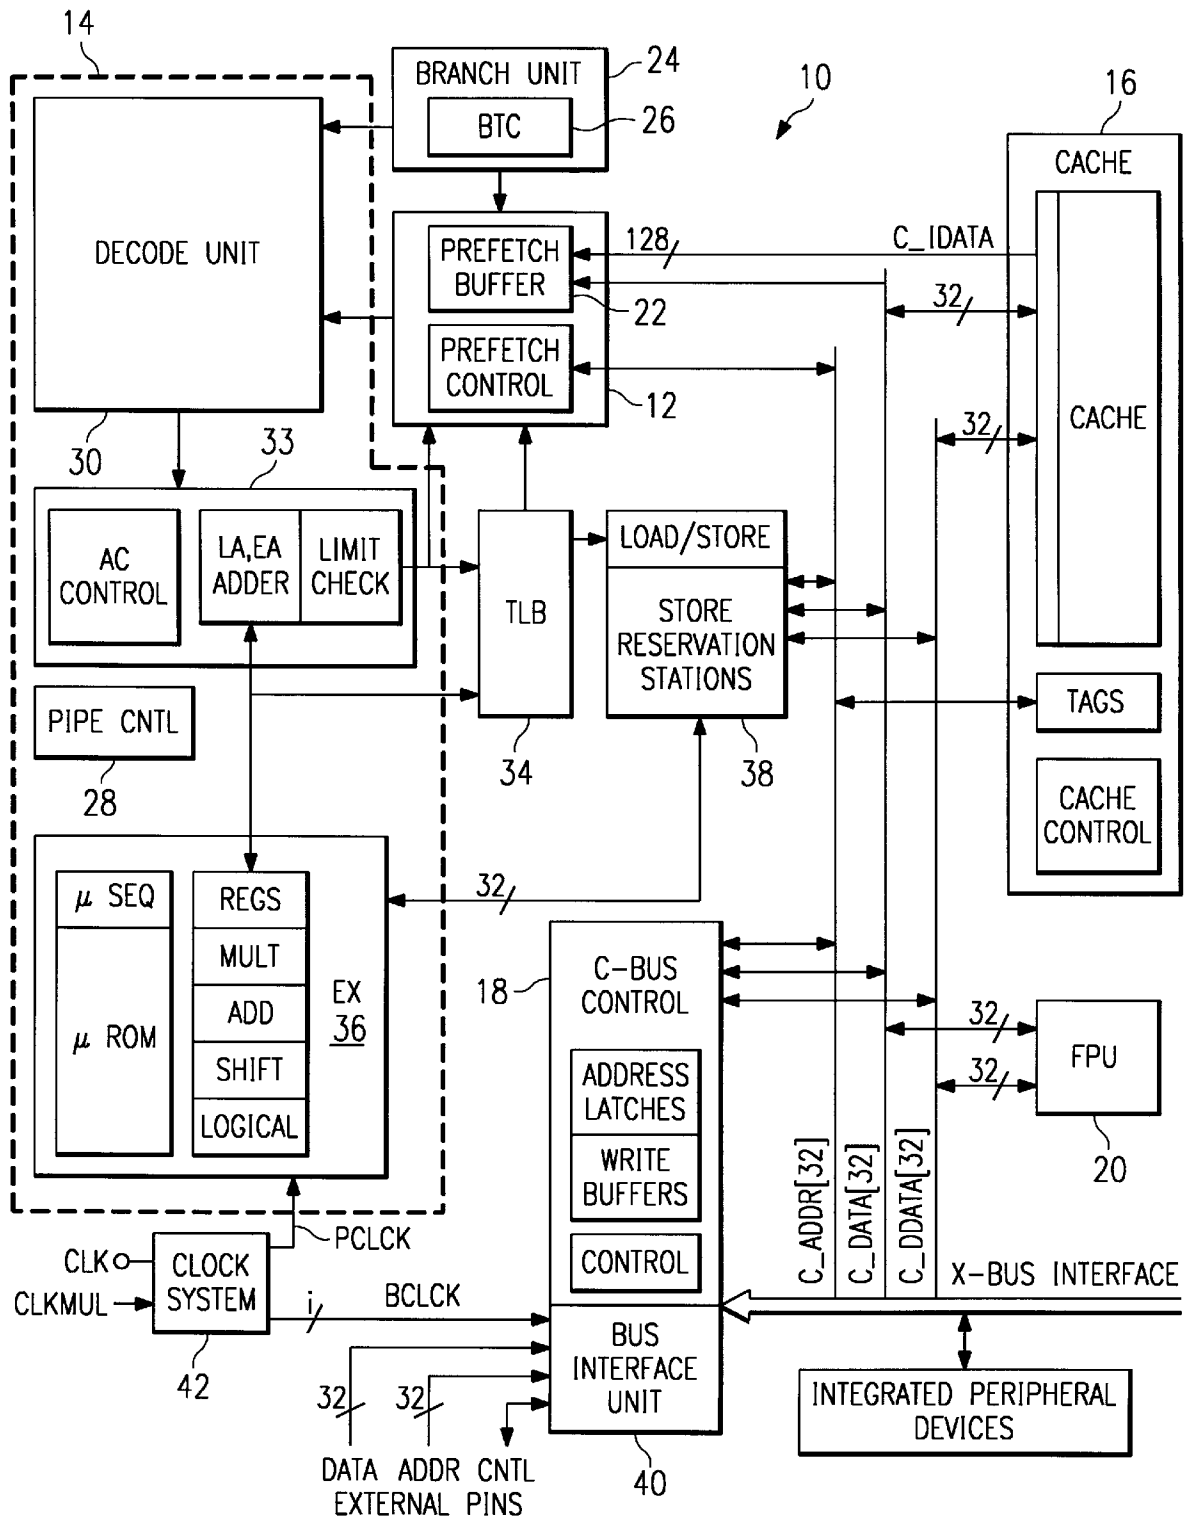 14
BRANCH UNIT
24
BTC
26
10
16
CACHE
DECODE UNIT
PREFETCH
BUFFER
22
128
C_IDATA
32
PREFETCH
CONTROL
12
32
CACHE
30
33
AC
CONTROL
LA,EA
ADDER
LIMIT
CHECK
TLB
34
LOAD/STORE
STORE
RESERVATION
STATIONS
38
TAGS
CACHE
CONTROL
PIPE CNTL
28
μ SEQ
μ ROM
REGS
MULT
ADD
SHIFT
LOGICAL
EX
36
32
18
C-BUS
CONTROL
ADDRESS
LATCHES
WRITE
BUFFERS
CONTROL
32
32
FPU
20
C_ADDR[32]
C_DATA[32]
C_DDATA[32]
X-BUS INTERFACE
PCLCK
CLK
CLKMUL
CLOCK
SYSTEM
42
i
BCLCK
BUS
INTERFACE
UNIT
40
32
32
DATA ADDR CNTL
EXTERNAL PINS
INTEGRATED PERIPHERAL
DEVICES